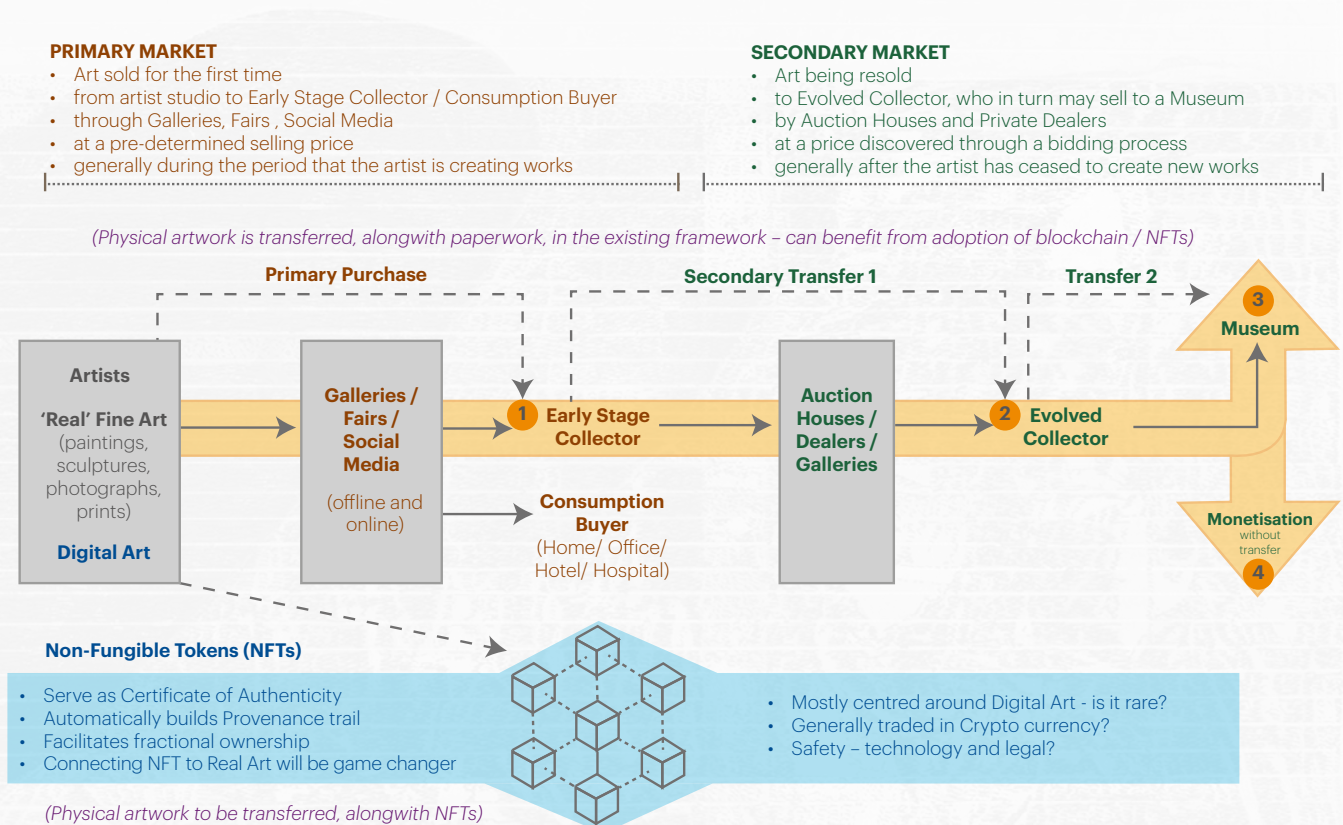 PRIMARY MARKET
• Art sold for the first time
• from artist studio to Early Stage Collector / Consumption Buyer
• through Galleries, Fairs , Social Media
• at a pre-determined selling price
• generally during the period that the artist is creating works
SECONDARY MARKET
• Art being resold
• to Evolved Collector, who in turn may sell to a Museum
• by Auction Houses and Private Dealers
• at a price discovered through a bidding process
• generally after the artist has ceased to create new works
(Physical artwork is transferred, alongwith paperwork, in the existing framework – can benefit from adoption of blockchain / NFTs)
Primary Purchase
Secondary Transfer 1
Transfer 2
Artists
‘Real’ Fine Art
(paintings,
sculptures,
photographs,
prints)
Digital Art
Galleries /
Fairs /
Social
Media
(offline and
online)
1
Early Stage
Collector
Consumption
Buyer
(Home/ Office/
Hotel/ Hospital)
Auction
Houses /
Dealers /
Galleries
2
Evolved
Collector
3
Museum
Monetisation
without
transfer
4
Non-Fungible Tokens (NFTs)
• Serve as Certificate of Authenticity
• Automatically builds Provenance trail
• Facilitates fractional ownership
• Connecting NFT to Real Art will be game changer
• Mostly centred around Digital Art - is it rare?
• Generally traded in Crypto currency?
• Safety – technology and legal?
(Physical artwork to be transferred, alongwith NFTs)